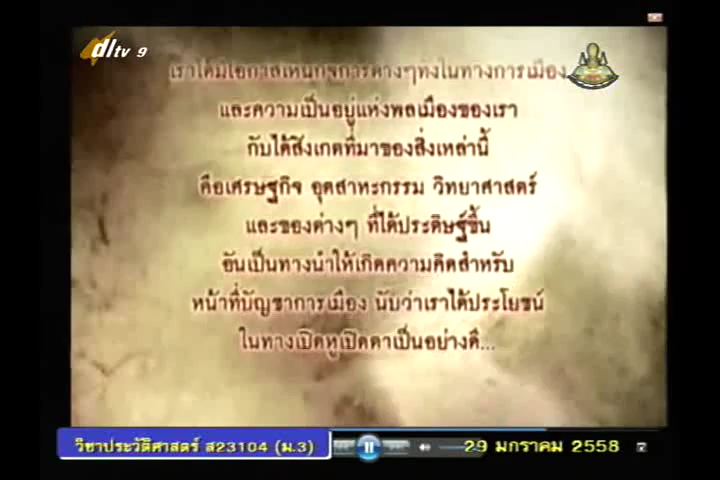 dltv 9
เราได้มีโอกาสเห็นกิจการต่างๆทั้งในทางการเมือง
และความเป็นอยู่แห่งพลเมืองของเรา
กับได้สังเกตที่มาของสิ่งเหล่านี้
คือเศรษฐกิจ อุตสาหะกรรม วิทยาศาสตร์
และของต่างๆ ที่ได้ประดิษฐ์ขึ้น
อันเป็นทางนำให้เกิดความคิดสำหรับ
หน้าที่บัญชาการเมือง นับว่าเราได้ประโยชน์
ในทางเปิดหูเปิดตาเป็นอย่างดี...
วิชาประวัติศาสตร์ ส23104 (ม.3)
29 มกราคม 2558